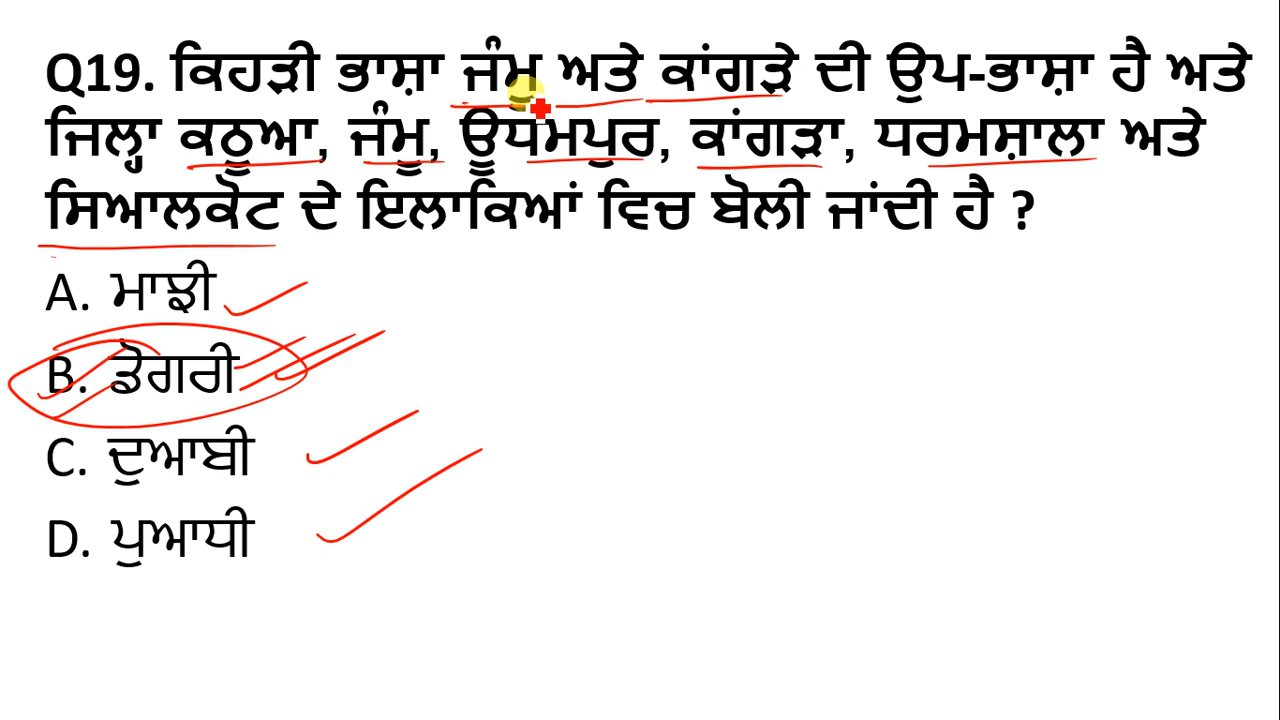 Q19. ਕਿਹੜੀ ਭਾਸ਼ਾ ਜੰਮੂ ਅਤੇ ਕਾਂਗੜੇ ਦੀ ਉਪ-ਭਾਸ਼ਾ ਹੈ ਅਤੇ
ਜਿਲ੍ਹਾ ਕਠੂਆ, ਜੰਮੂ, ਊਧਮਪੁਰ, ਕਾਂਗੜਾ, ਧਰਮਸ਼ਾਲਾ ਅਤੇ
ਸਿਆਲਕੋਟ ਦੇ ਇਲਾਕਿਆਂ ਵਿਚ ਬੋਲੀ ਜਾਂਦੀ ਹੈ ?
A. ਮਾਝੀ
B. ਡੋਗਰੀ
C. ਦੁਆਬੀ
D. ਪੁਆਧੀ